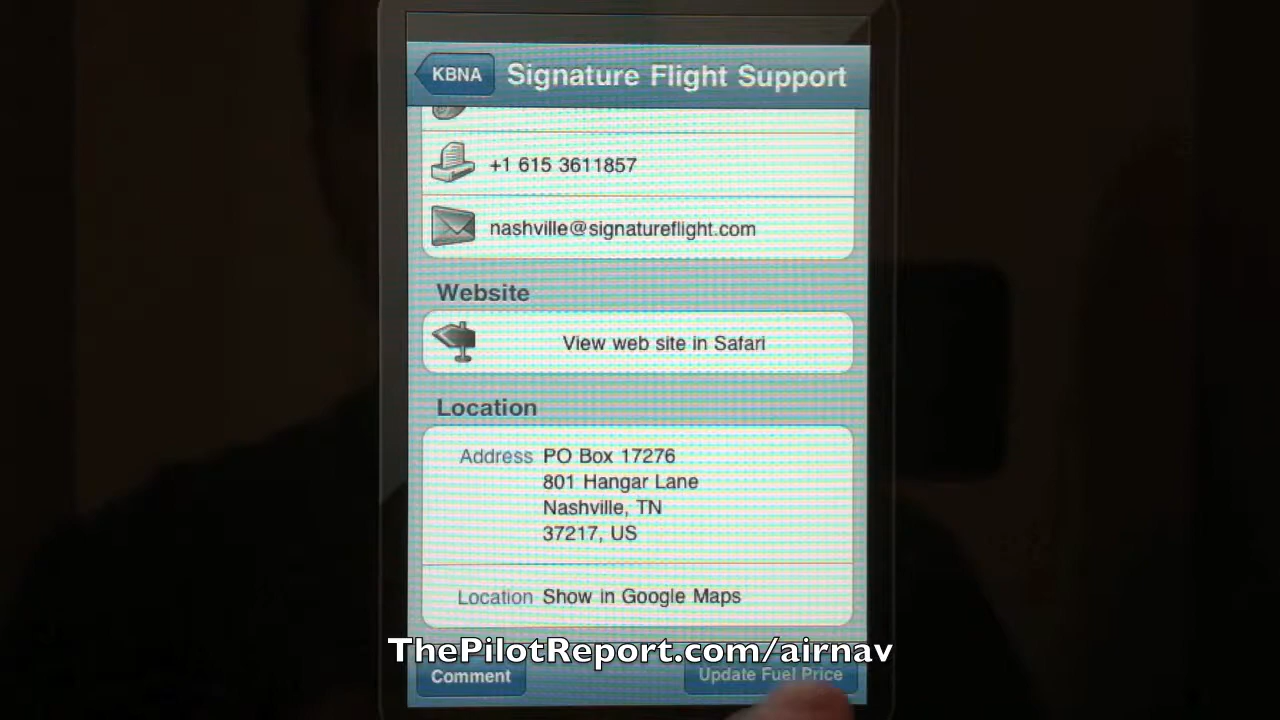 KBNA
Signature Flight Support
+1 615 3611857
nashville@signatureflight.com
Website
View web site in Safari
Location
Address PO Box 17276
801 Hangar Lane
Nashville, TN
37217, US
Location Show in Google Maps
ThePilotReport.com/airnav
Comment
Update Fuel Price